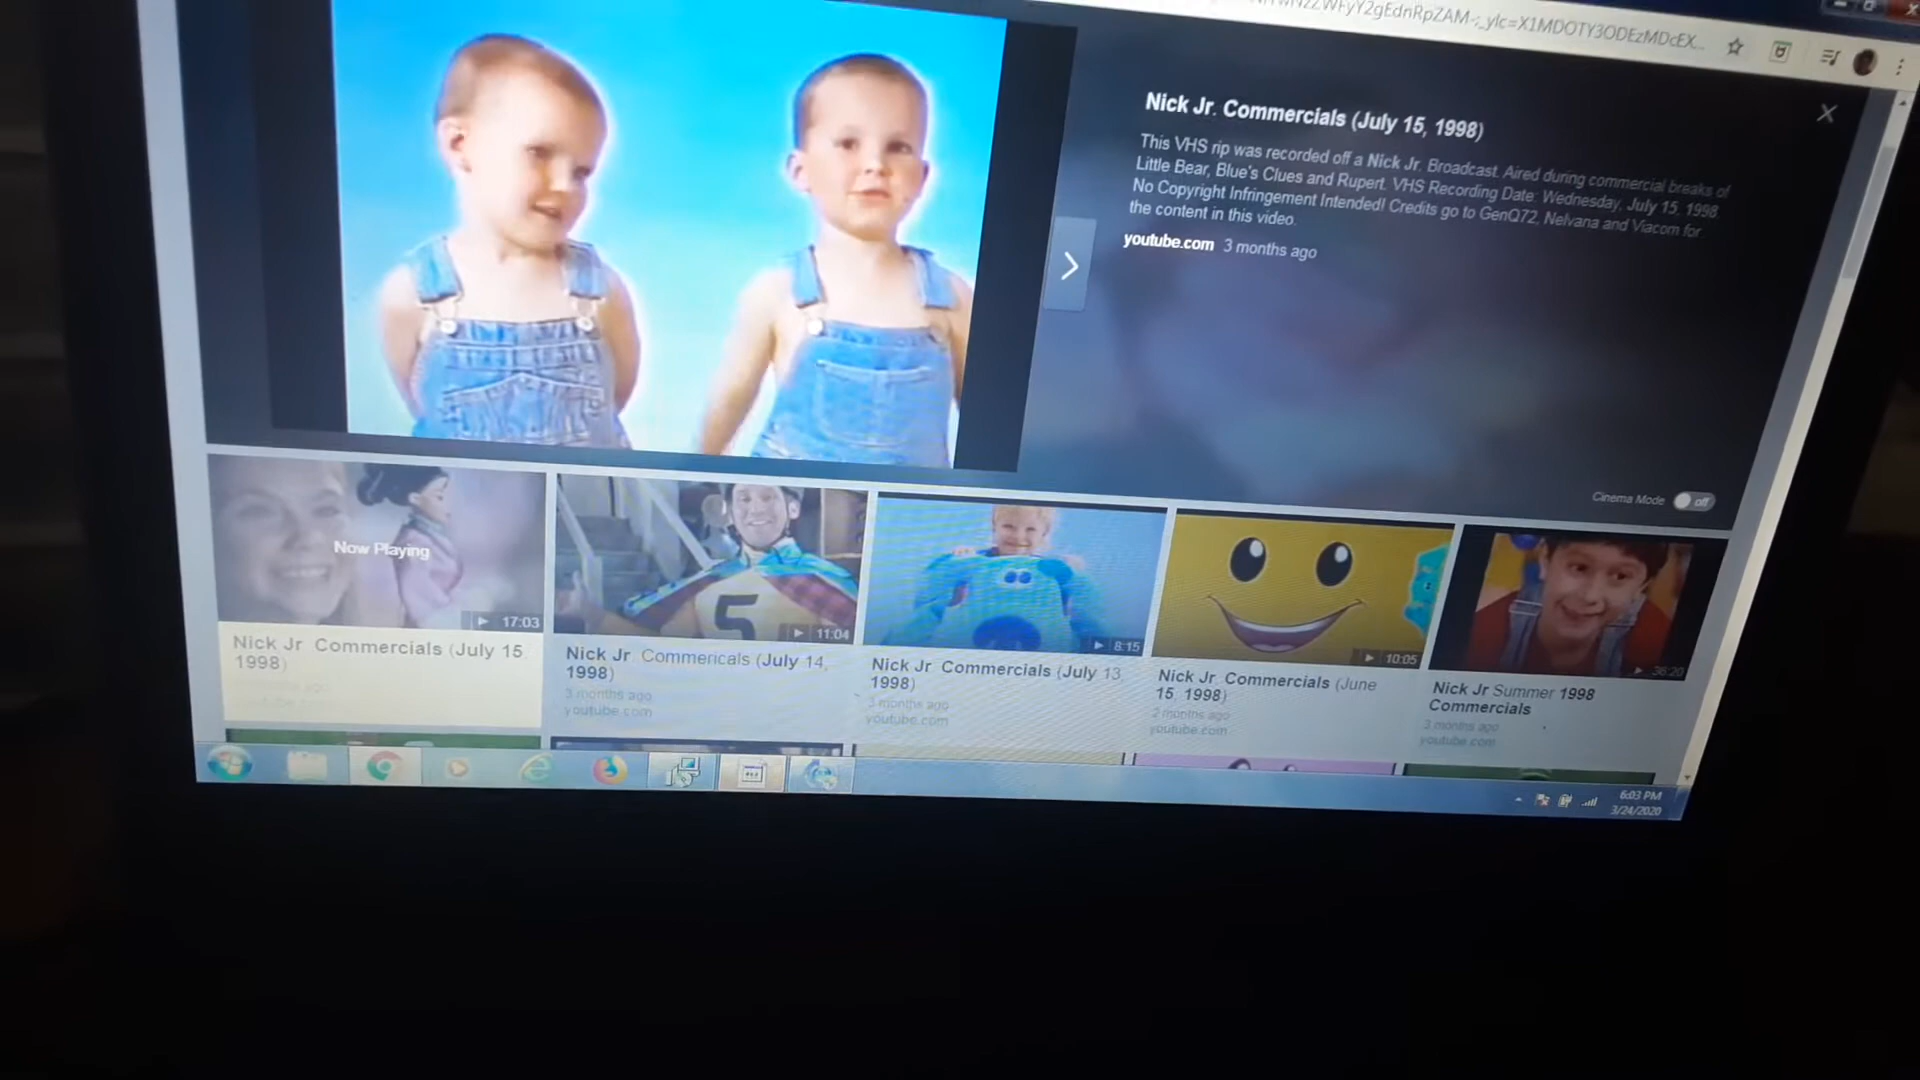 Nick Jr. Commercials (July 15, 1998)
This VHS rip was recorded off a Nick Jr. Broadcast. Aired during commercial breaks of
Little Bear, Blue's Clues and Rupert. VHS Recording Date: Wednesday, July 15, 1998.
No Copyright Infringement Intended! Credits go to GenQ72, Nelvana and Viacom for
the content in this video.
youtube.com 3 months ago
Cinema Mode off
Now Playing
17:03
Nick Jr Commercials (July 15
1998)
11:04
Nick Jr. Commericals (July 14,
1998)
3 months ago
youtube.com
5
8:15
Nick Jr Commercials (July 13,
1998)
3 months ago
youtube.com
10:05
Nick Jr Commercials (June
15 1998)
2 months ago
youtube.com
36:20
Nick Jr Summer 1998
Commercials
3 months ago
youtube.com
6:03 PM
3/24/2020